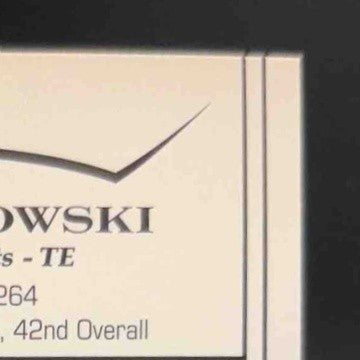 OWSKI
s - TE
264
, 42nd Overall